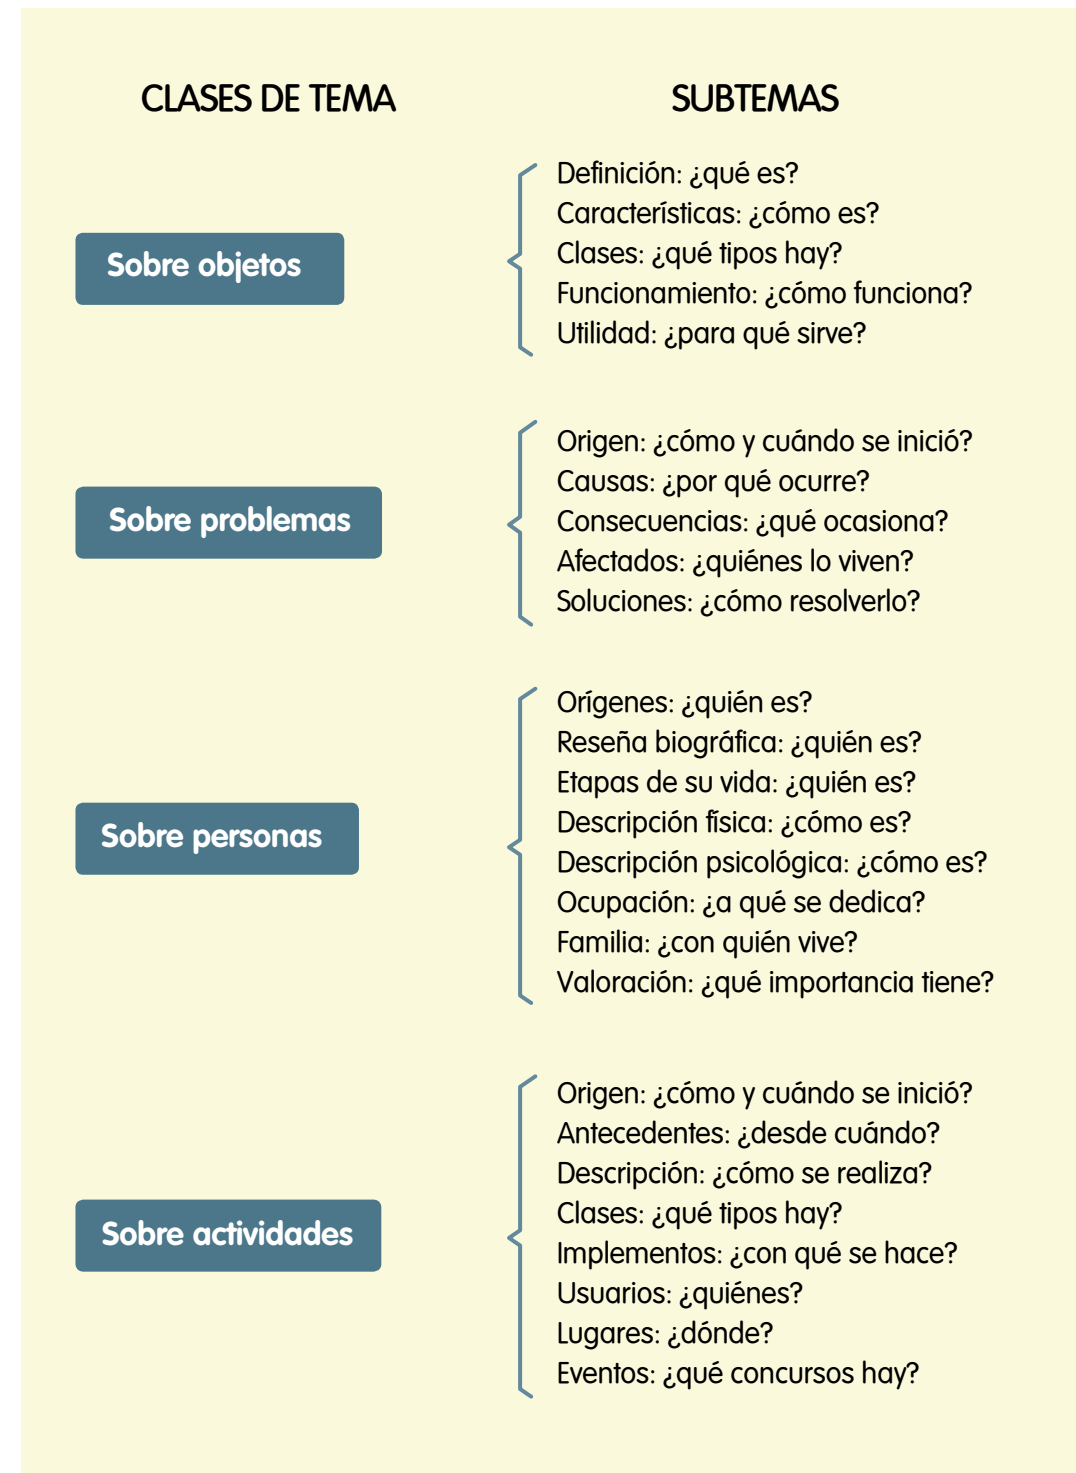 CLASES DE TEMA
SUBTEMAS
Sobre objetos
Definición: ¿qué es?
Características: ¿cómo es?
Clases: ¿qué tipos hay?
Funcionamiento: ¿cómo funciona?
Utilidad: ¿para qué sirve?
Sobre problemas
Origen: ¿cómo y cuándo se inició?
Causas: ¿por qué ocurre?
Consecuencias: ¿qué ocasiona?
Afectados: ¿quiénes lo viven?
Soluciones: ¿cómo resolverlo?
Sobre personas
Orígenes: ¿quién es?
Reseña biográfica: ¿quién es?
Etapas de su vida: ¿quién es?
Descripción física: ¿cómo es?
Descripción psicológica: ¿cómo es?
Ocupación: ¿a qué se dedica?
Familia: ¿con quién vive?
Valoración: ¿qué importancia tiene?
Sobre actividades
Origen: ¿cómo y cuándo se inició?
Antecedentes: ¿desde cuándo?
Descripción: ¿cómo se realiza?
Clases: ¿qué tipos hay?
Implementos: ¿con qué se hace?
Usuarios: ¿quiénes?
Lugares: ¿dónde?
Eventos: ¿qué concursos hay?